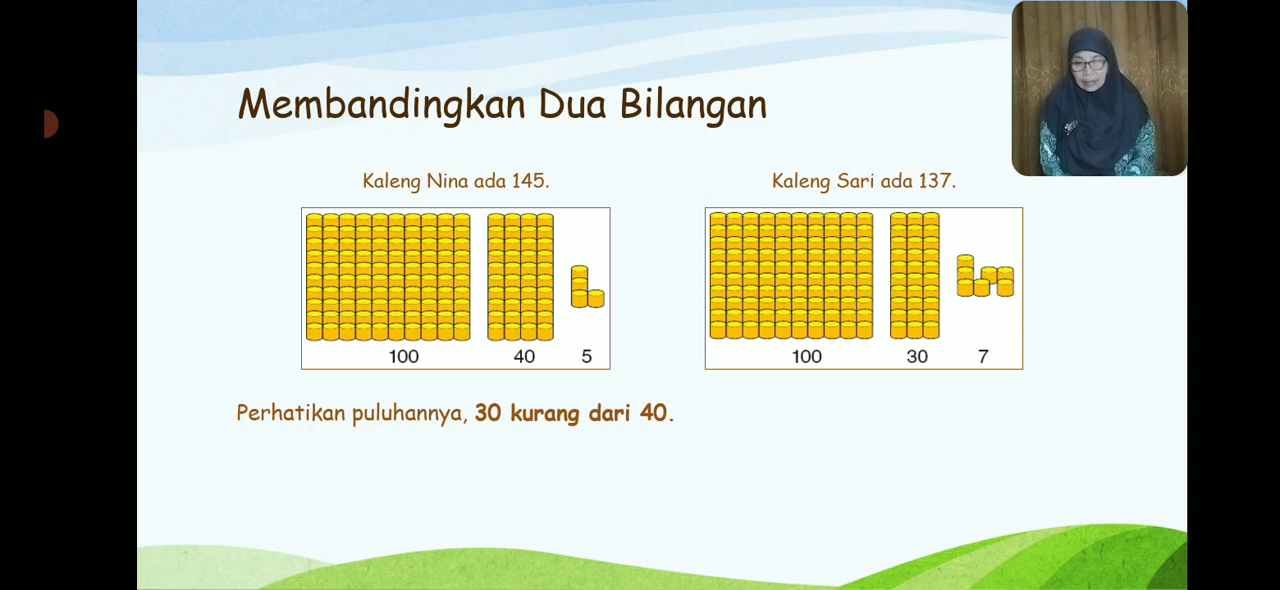 Membandingkan Dua Bilangan
Kaleng Nina ada 145.
Kaleng Sari ada 137.
100 40 5
100 30 7
Perhatikan puluhannya, 30 kurang dari 40.